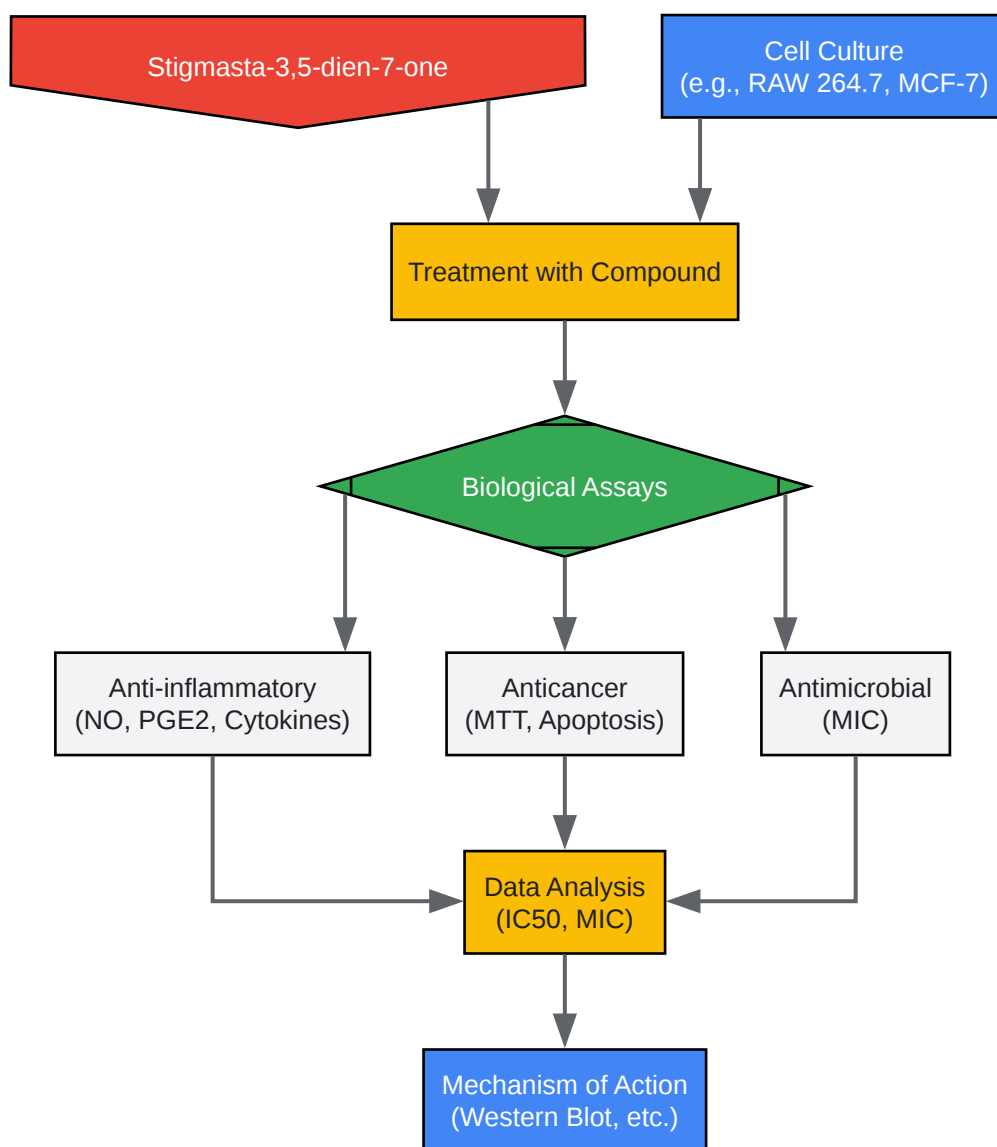 Stigmasta-3,5-dien-7-one
Cell Culture
(e.g., RAW 264.7, MCF-7)
Treatment with Compound
Biological Assays
Anti-inflammatory
(NO, PGE2, Cytokines)
Anticancer
(MTT, Apoptosis)
Antimicrobial
(MIC)
Data Analysis
(IC50, MIC)
Mechanism of Action
(Western Blot, etc.)